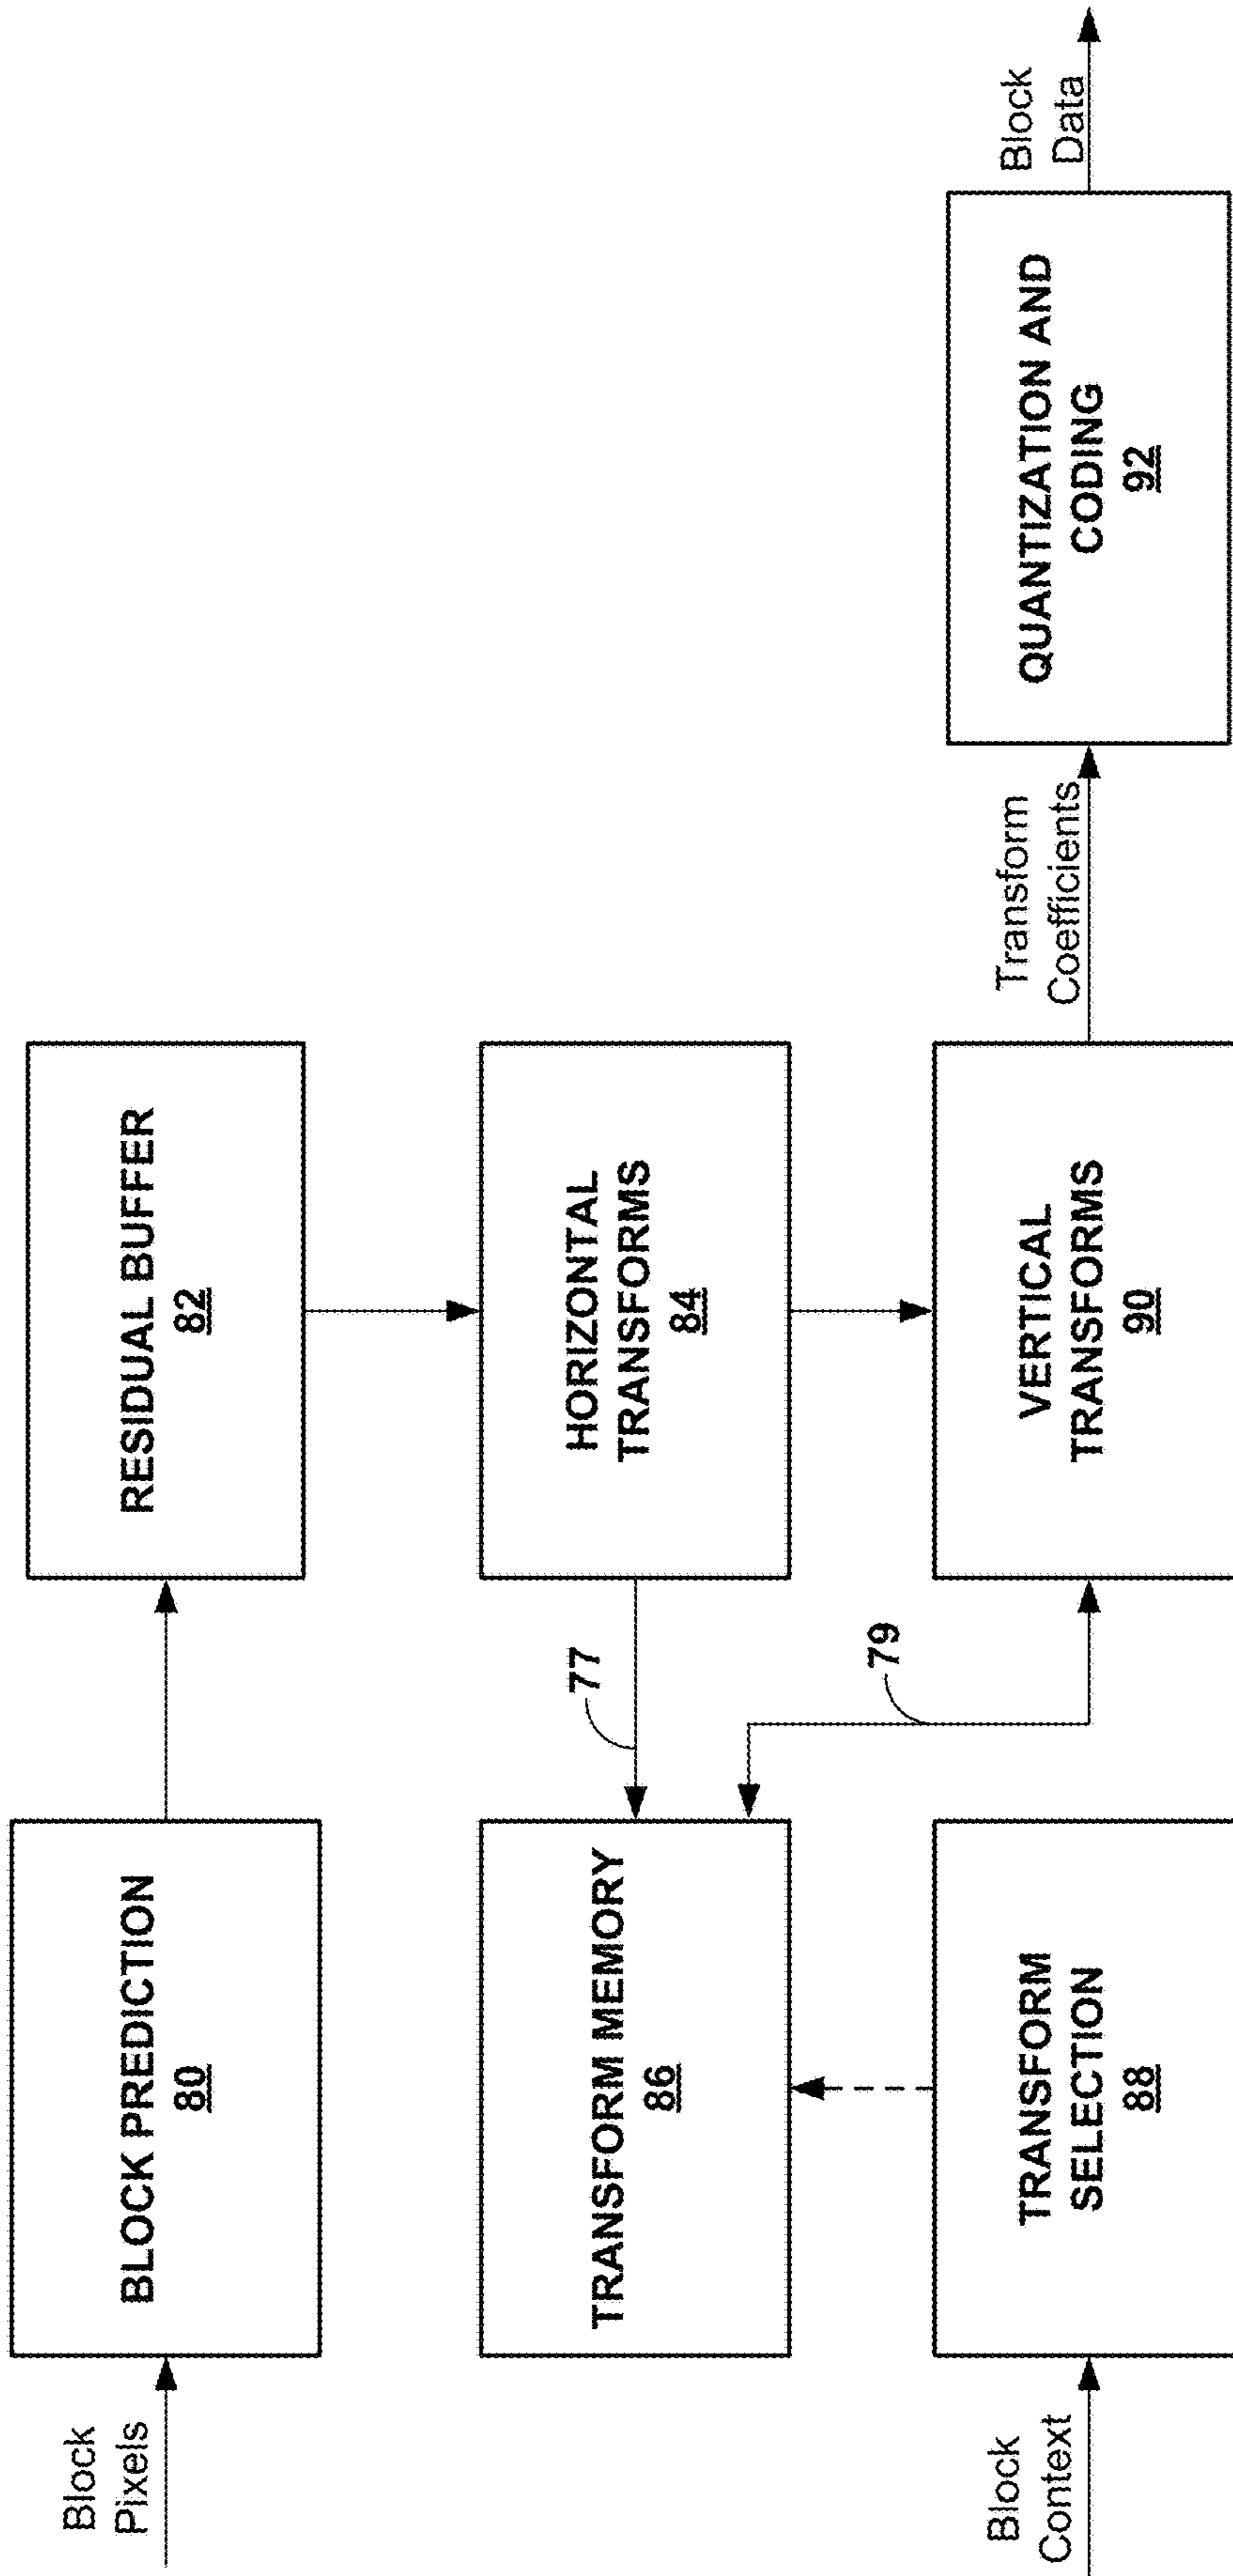 Block
Pixels
BLOCK PREDICTION
80
RESIDUAL BUFFER
82
TRANSFORM MEMORY
86
77
HORIZONTAL
TRANSFORMS
84
79
Block
Context
TRANSFORM
SELECTION
88
VERTICAL
TRANSFORMS
90
Transform
Coefficients
QUANTIZATION AND
CODING
92
Block
Data